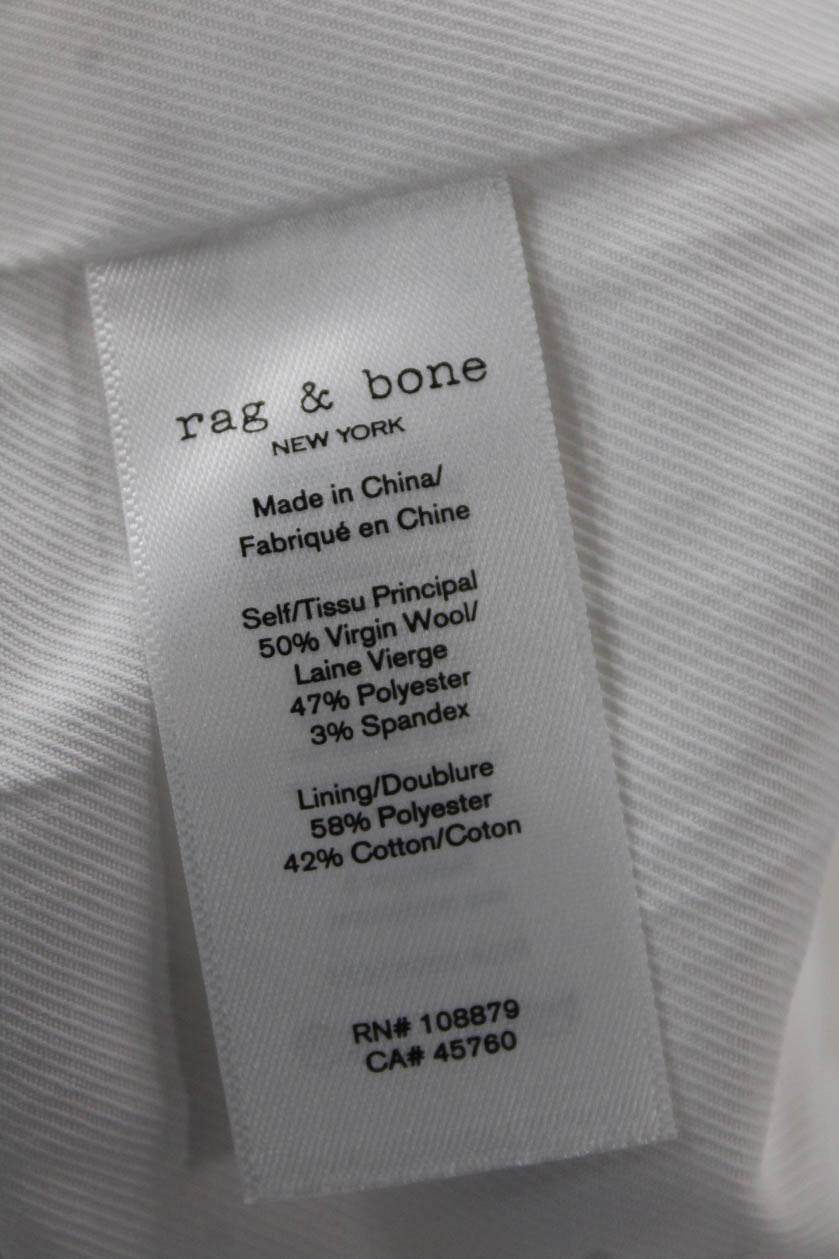 rag & bone
NEW YORK
Made in China/
Fabriqué en Chine
Self/Tissu Principal
50% Virgin Wool/
Laine Vierge
47% Polyester
3% Spandex
Lining/Doublure
58% Polyester
42% Cotton/Coton
RN# 108879
CA# 45760